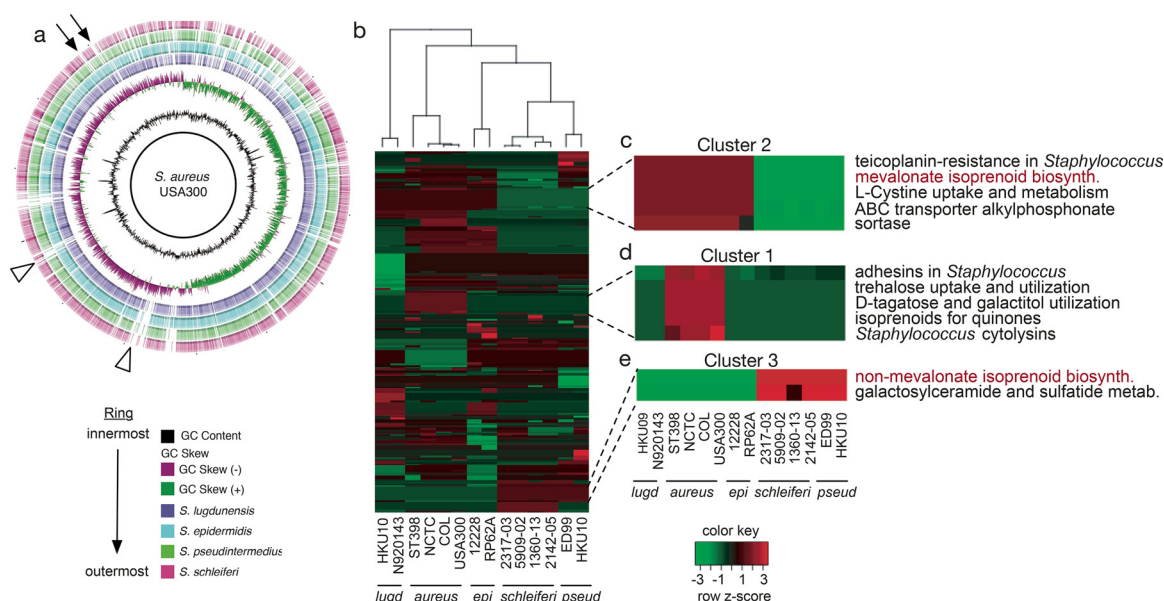 a
S. aureus
USA300
Ring
innermost
outermost
GC Content
GC Skew
GC Skew (-)
GC Skew (+)
S. lugdunensis
S. epidermidis
S. pseudintermedius
S. schleiferi
b
HKU10
N920143
ST398
NCTC
COL
USA300
12228
RP62A
2317-03
5909-02
1360-13
2142-05
ED99
HKU10
lugd aureus epi schleiferi pseud
c
Cluster 2
teicoplanin-resistance in Staphylococcus
mevalonate isoprenoid biosynth.
L-Cystine uptake and metabolism
ABC transporter alkylphosphonate
sortase
d
Cluster 1
adhesins in Staphylococcus
trehalose uptake and utilization
D-tagatose and galactitol utilization
isoprenoids for quinones
Staphylococcus cytolysins
e
Cluster 3
non-mevalonate isoprenoid biosynth.
galactosylceramide and sulfatide metab.
HKU09
N920143
ST398
NCTC
COL
USA300
12228
RP62A
2317-03
5909-02
1360-13
2142-05
ED99
HKU10
lugd aureus epi schleiferi pseud
color key
-3 -1 1 3
row z-score